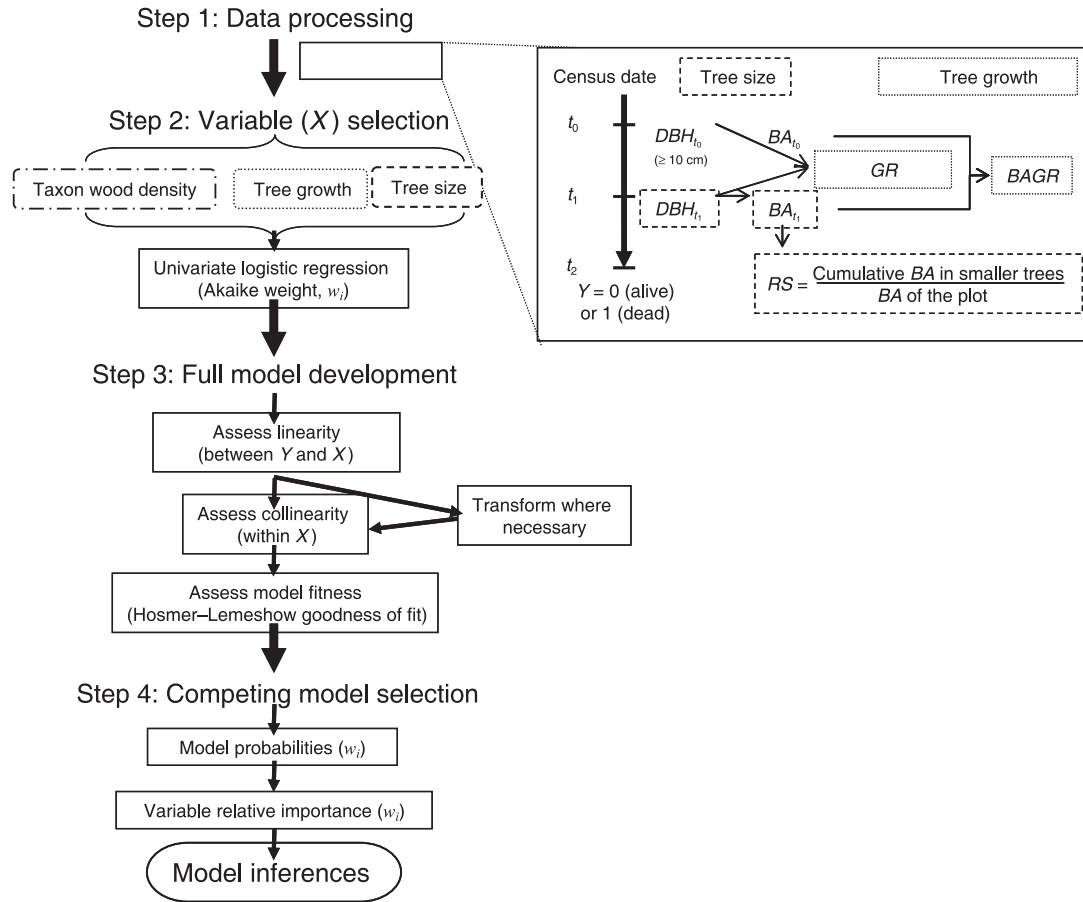 Step 1: Data processing
Step 2: Variable (X) selection
Taxon wood density
Tree growth
Tree size
Univariate logistic regression
(Akaike weight, wᵢ)
Step 3: Full model development
Assess linearity
(between Y and X)
Assess collinearity
(within X)
Transform where
necessary
Assess model fitness
(Hosmer–Lemeshow goodness of fit)
Step 4: Competing model selection
Model probabilities (wᵢ)
Variable relative importance (wᵢ)
Model inferences
Census date
Tree size
Tree growth
t₀
DBH_t₀
(≥ 10 cm)
BA_t₀
GR
BAGR
t₁
DBH_t₁
BA_t₁
t₂
Y = 0 (alive)
or 1 (dead)
RS = Cumulative BA in smaller trees
BA of the plot